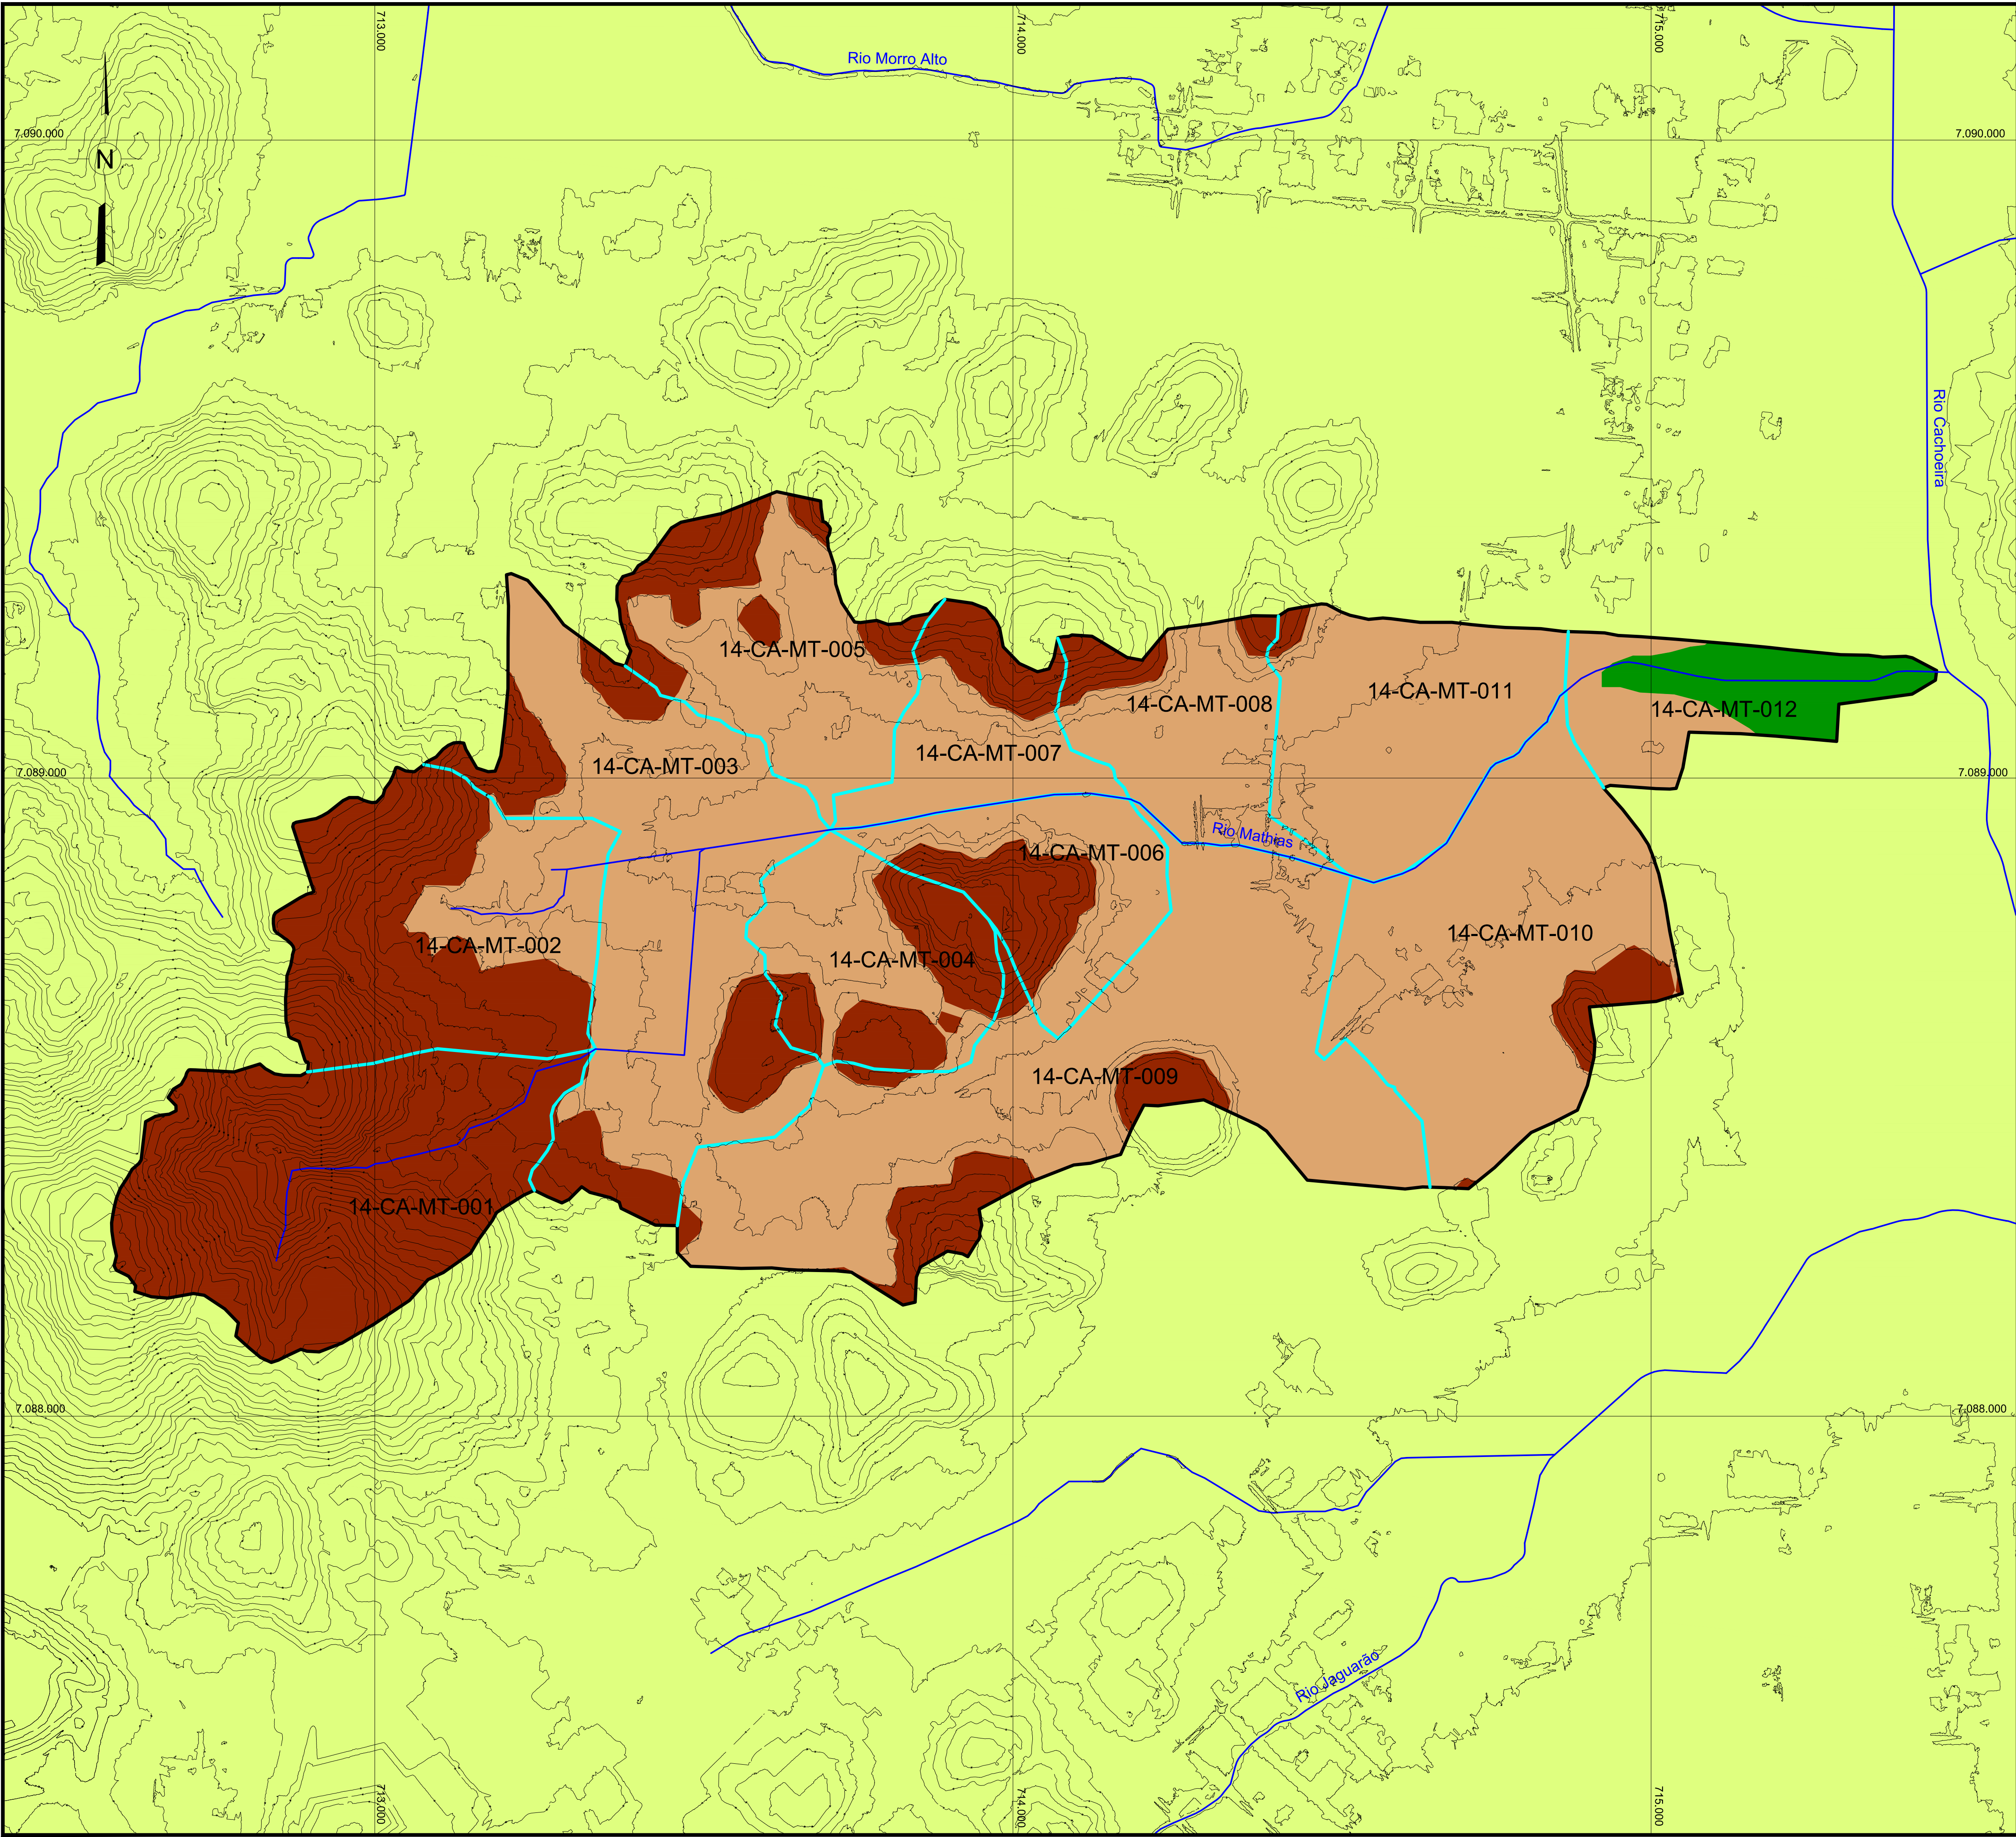 713.000
714.000
715.000
Rio Morro Alto
7.090.000
7.090.000
N
Rio Cachoeira
14-CA-MT-005
14-CA-MT-011
14-CA-MT-008
14-CA-MT-012
14-CA-MT-007
14-CA-MT-003
7.089.000
7.089.000
Rio Mathias
14-CA-MT-006
14-CA-MT-010
14-CA-MT-002
14-CA-MT-004
14-CA-MT-009
14-CA-MT-001
7.088.000
7.088.000
Rio Jaguarão
713.000
714.000
715.000